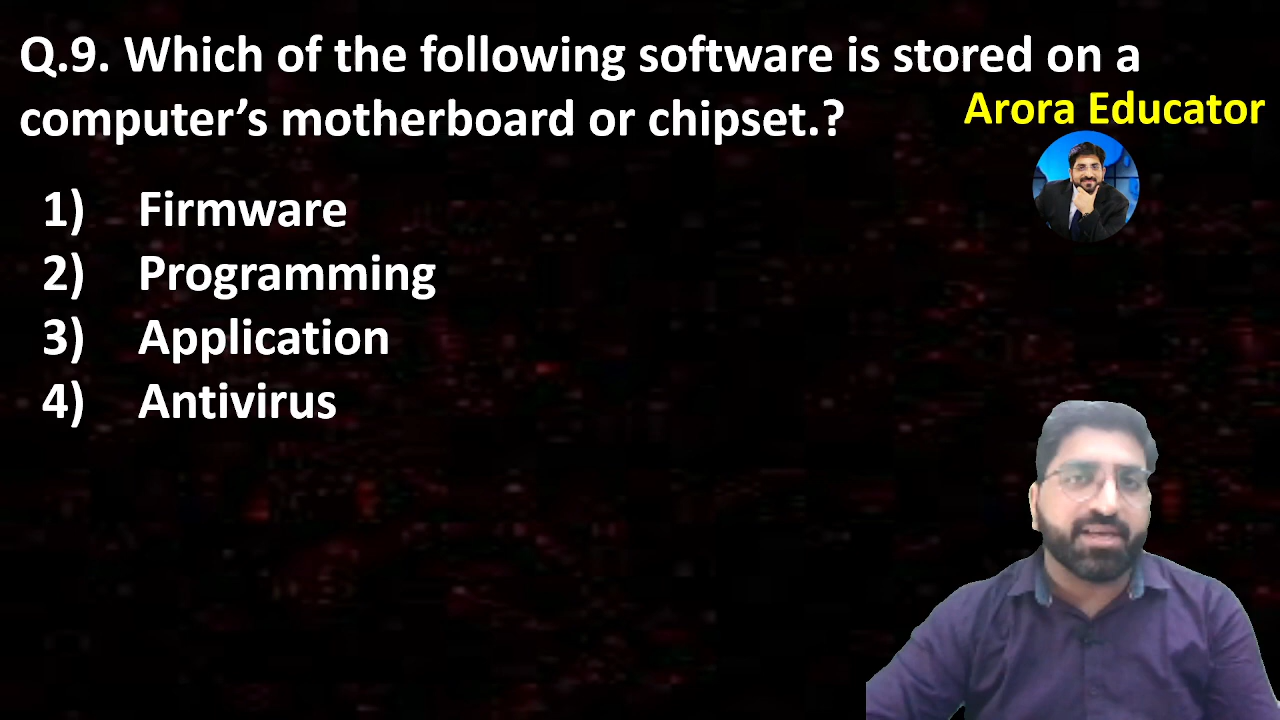 Q.9. Which of the following software is stored on a
computer’s motherboard or chipset.?
Arora Educator
1) Firmware
2) Programming
3) Application
4) Antivirus